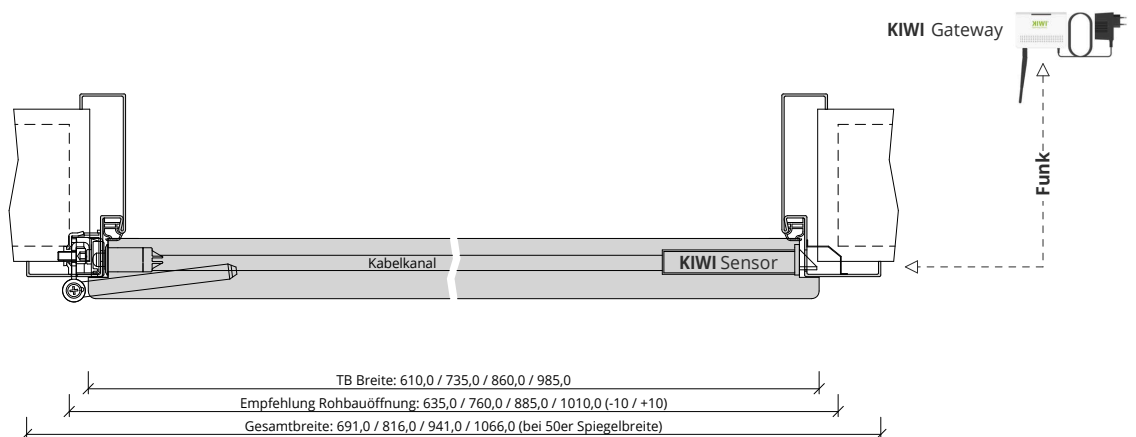 KIWI Gateway
KIWI
Funk
Kabelkanal
KIWI Sensor
TB Breite: 610,0 / 735,0 / 860,0 / 985,0
Empfehlung Rohbauöffnung: 635,0 / 760,0 / 885,0 / 1010,0 (-10 / +10)
Gesamtbreite: 691,0 / 816,0 / 941,0 / 1066,0 (bei 50er Spiegelbreite)